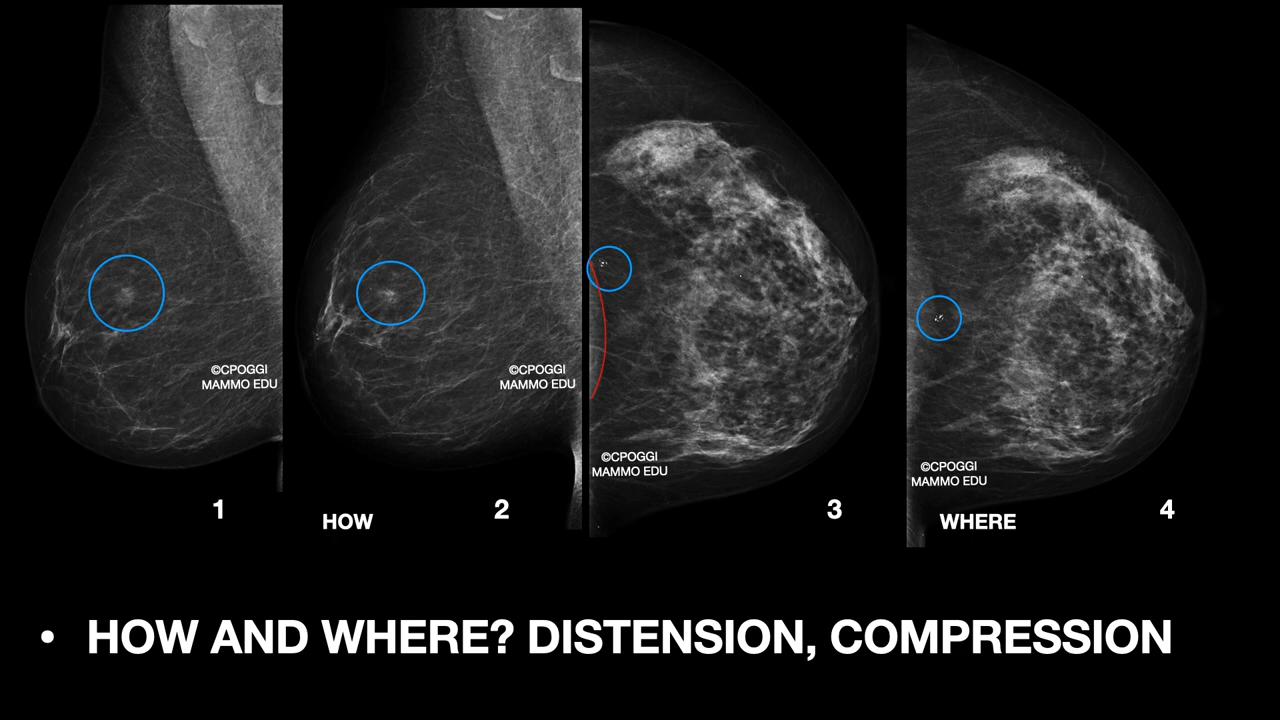 ©CPOGGI
MAMMO EDU
©CPOGGI
MAMMO EDU
©CPOGGI
MAMMO EDU
©CPOGGI
MAMMO EDU
1
HOW
2
3
WHERE
4
• HOW AND WHERE? DISTENSION, COMPRESSION